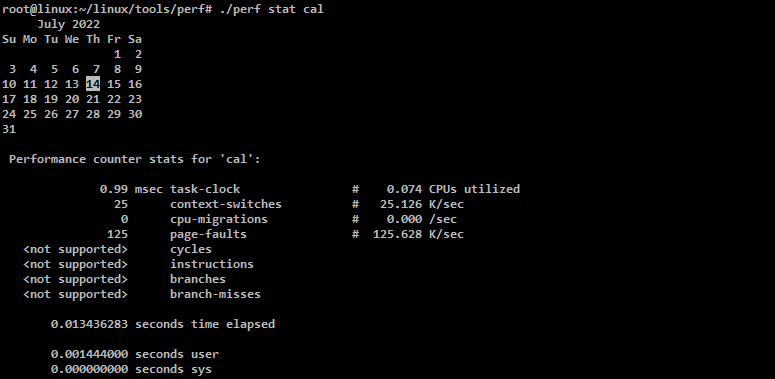 root@linux:~/linux/tools/perf# ./perf stat cal
     July 2022
Su Mo Tu We Th Fr Sa
                1  2
 3  4  5  6  7  8  9
10 11 12 13 14 15 16
17 18 19 20 21 22 23
24 25 26 27 28 29 30
31

 Performance counter stats for 'cal':

              0.99 msec task-clock                #    0.074 CPUs utilized
                25      context-switches          #   25.126 K/sec
                 0      cpu-migrations            #    0.000 /sec
               125      page-faults               #  125.628 K/sec
   <not supported>      cycles
   <not supported>      instructions
   <not supported>      branches
   <not supported>      branch-misses

       0.013436283 seconds time elapsed

       0.001444000 seconds user
       0.000000000 seconds sys